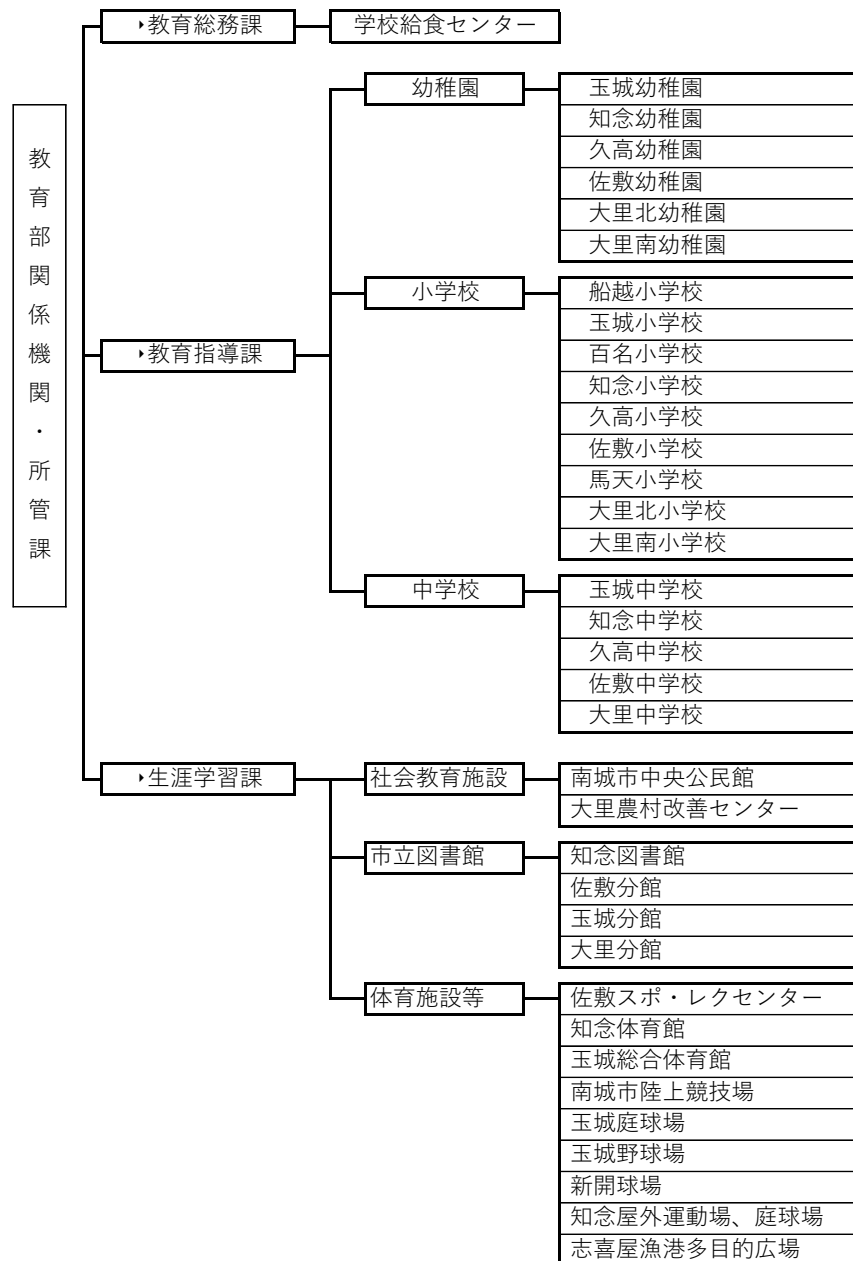 教育部関係機関・所管課
▸教育総務課
学校給食センター
▸教育指導課
幼稚園
玉城幼稚園
知念幼稚園
久高幼稚園
佐敷幼稚園
大里北幼稚園
大里南幼稚園
小学校
船越小学校
玉城小学校
百名小学校
知念小学校
久高小学校
佐敷小学校
馬天小学校
大里北小学校
大里南小学校
中学校
玉城中学校
知念中学校
久高中学校
佐敷中学校
大里中学校
▸生涯学習課
社会教育施設
南城市中央公民館
大里農村改善センター
市立図書館
知念図書館
佐敷分館
玉城分館
大里分館
体育施設等
佐敷スポ・レクセンター
知念体育館
玉城総合体育館
南城市陸上競技場
玉城庭球場
玉城野球場
新開球場
知念屋外運動場、庭球場
志喜屋漁港多目的広場